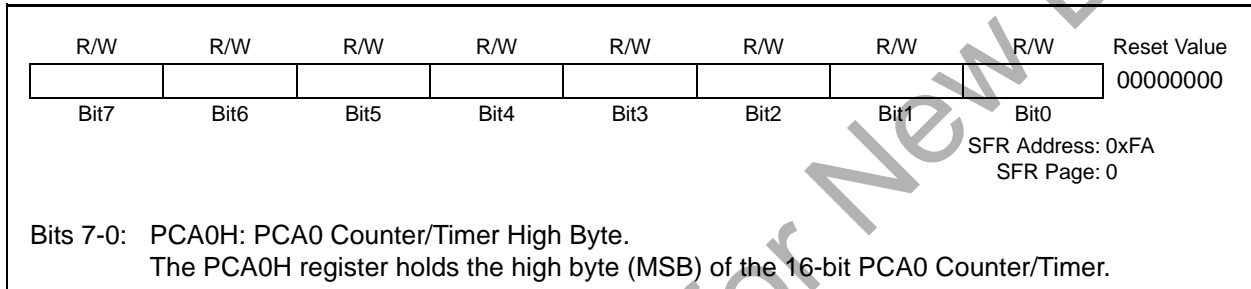 R/W R/W R/W R/W R/W R/W R/W R/W Reset Value
00000000
Bit7 Bit6 Bit5 Bit4 Bit3 Bit2 Bit1 Bit0
SFR Address: 0xFA
SFR Page: 0
Bits 7-0: PCA0H: PCA0 Counter/Timer High Byte.
The PCA0H register holds the high byte (MSB) of the 16-bit PCA0 Counter/Timer.
for New